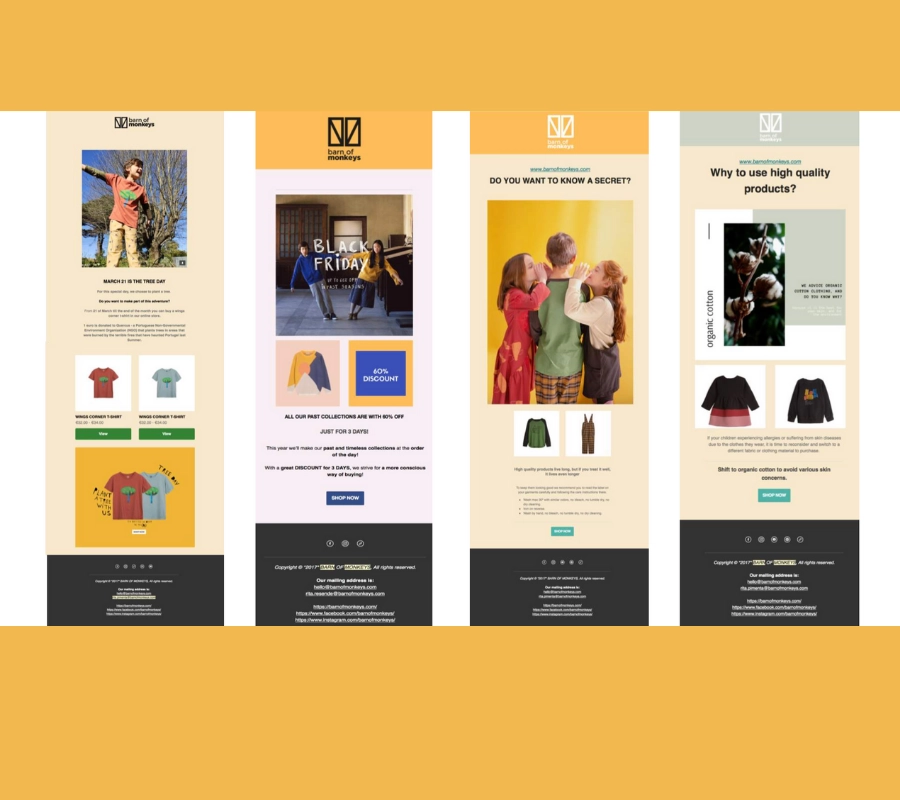 barn of
monkeys
MARCH 21 IS THE TREE DAY
For this special day, we choose to plant a tree.
Do you want to make part of this adventure?
WINGS CORNER T-SHIRT
WINGS CORNER T-SHIRT
View
View
PLANT
A TREE
WITH
US
TREE DAY
Copyright © "2017" BARN OF MONKEYS, All rights reserved.
Our mailing address is:
hello@barnofmonkeys.com
https://barnofmonkeys.com/
https://www.facebook.com/barnofmonkeys/
https://www.instagram.com/barnofmonkeys/
barn of
monkeys
BLACK
FRIDAY
UP TO 60% OFF
IN PAST SEASONS
60%
DISCOUNT
ALL OUR PAST COLLECTIONS ARE WITH 60% OFF
JUST FOR 3 DAYS!
This year we'll make our past and timeless collections at the order
of the day!
With a great DISCOUNT for 3 DAYS, we strive for a more conscious
way of buying!
SHOP NOW
Copyright © "2017" BARN OF MONKEYS, All rights reserved.
Our mailing address is:
hello@barnofmonkeys.com
rita.resende@barnofmonkeys.com
https://barnofmonkeys.com/
https://www.facebook.com/barnofmonkeys/
https://www.instagram.com/barnofmonkeys/
barn of
monkeys
www.barnofmonkeys.com
DO YOU WANT TO KNOW A SECRET?
High quality products live long, but if you treat it well,
it lives even longer.
SHOP NOW
Copyright © "2017" BARN OF MONKEYS, All rights reserved.
Our mailing address is:
hello@barnofmonkeys.com
rita.pimenta@barnofmonkeys.com
https://barnofmonkeys.com/
https://www.facebook.com/barnofmonkeys/
https://www.instagram.com/barnofmonkeys/
barn of
monkeys
www.barnofmonkeys.com
Why to use high quality
products?
organic cotton
WE ADVICE ORGANIC
COTTON CLOTHING, AND
DO YOU KNOW WHY?
If your children experiencing allergies or suffering from skin diseases
due to the clothes they wear, it is time to reconsider and switch to a
different fabric or clothing material to purchase.
Shift to organic cotton to avoid various skin
concerns.
SHOP NOW
Copyright © "2017" BARN OF MONKEYS, All rights reserved.
Our mailing address is:
hello@barnofmonkeys.com
rita.pimenta@barnofmonkeys.com
https://barnofmonkeys.com/
https://www.facebook.com/barnofmonkeys/
https://www.instagram.com/barnofmonkeys/